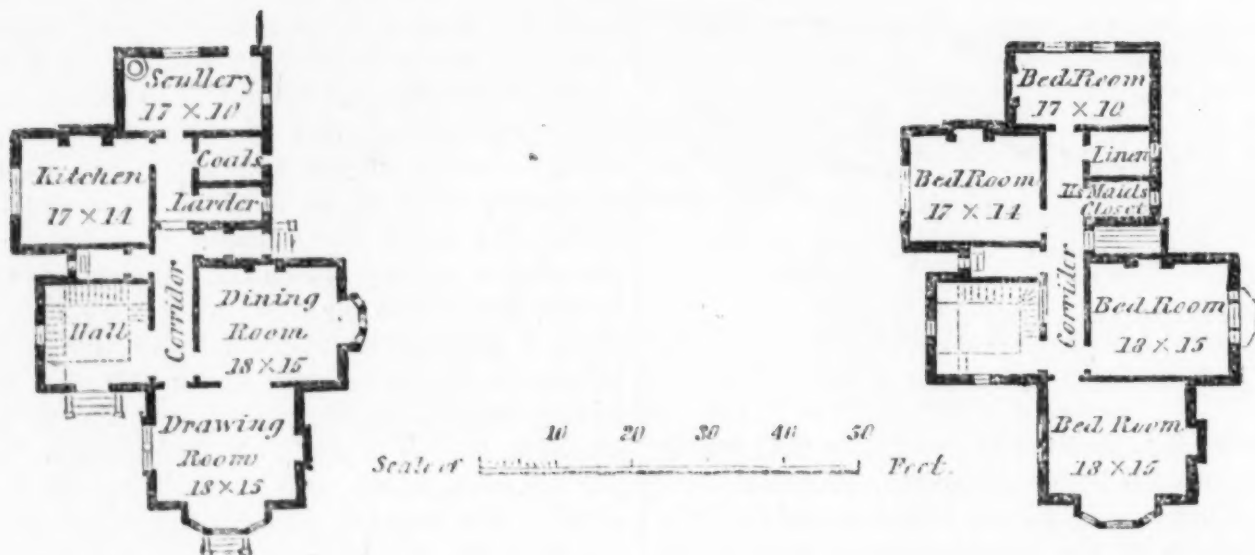 Scullery
17 × 10
Coals
Kitchen
17 × 14
Larder
Hall
Corridor
Dining
Room
18 × 15
Drawing
Room
18 × 15
Scale of 10 20 30 40 50 Feet.
Bed Room
17 × 10
Linen
Bed Room
17 × 14
Hs Maids
Closet
Corridor
Bed Room
18 × 15
Bed Room
18 × 15